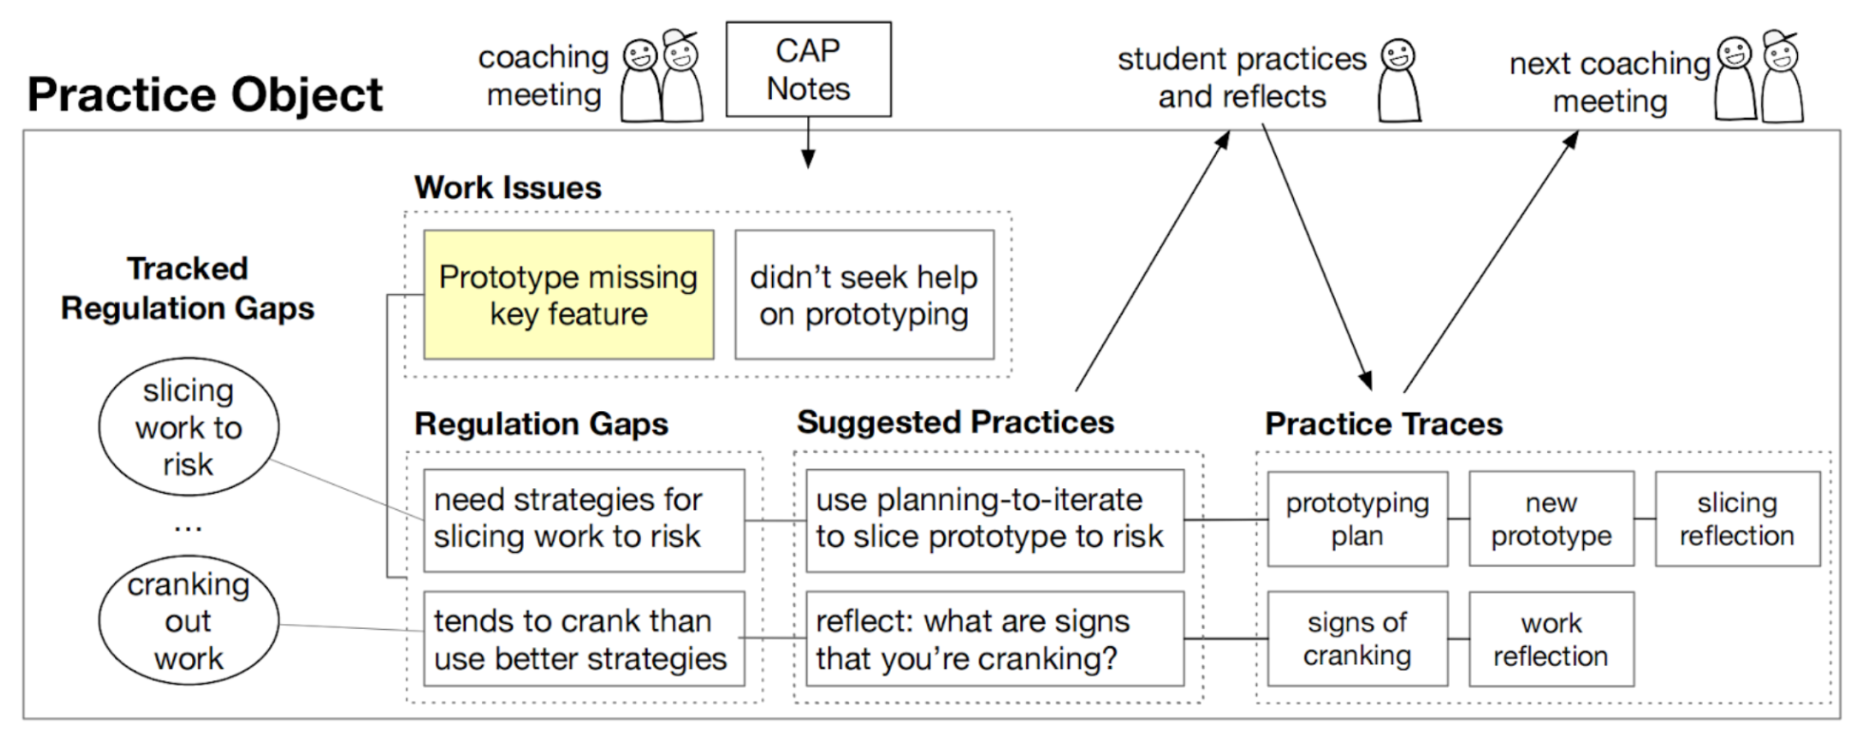 Practice Object
coaching
meeting
CAP
Notes
student practices
and reflects
next coaching
meeting
Work Issues
Prototype missing
key feature
didn’t seek help
on prototyping
Tracked
Regulation Gaps
slicing
work to
risk
...
cranking
out
work
Regulation Gaps
need strategies for
slicing work to risk
tends to crank than
use better strategies
Suggested Practices
use planning-to-iterate
to slice prototype to risk
reflect: what are signs
that you’re cranking?
Practice Traces
prototyping
plan
new
prototype
slicing
reflection
signs of
cranking
work
reflection